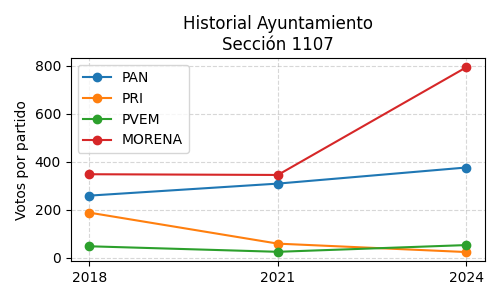 Historial Ayuntamiento
Sección 1107
Votos por partido
800
600
400
200
0
PAN
PRI
PVEM
MORENA
2018
2021
2024